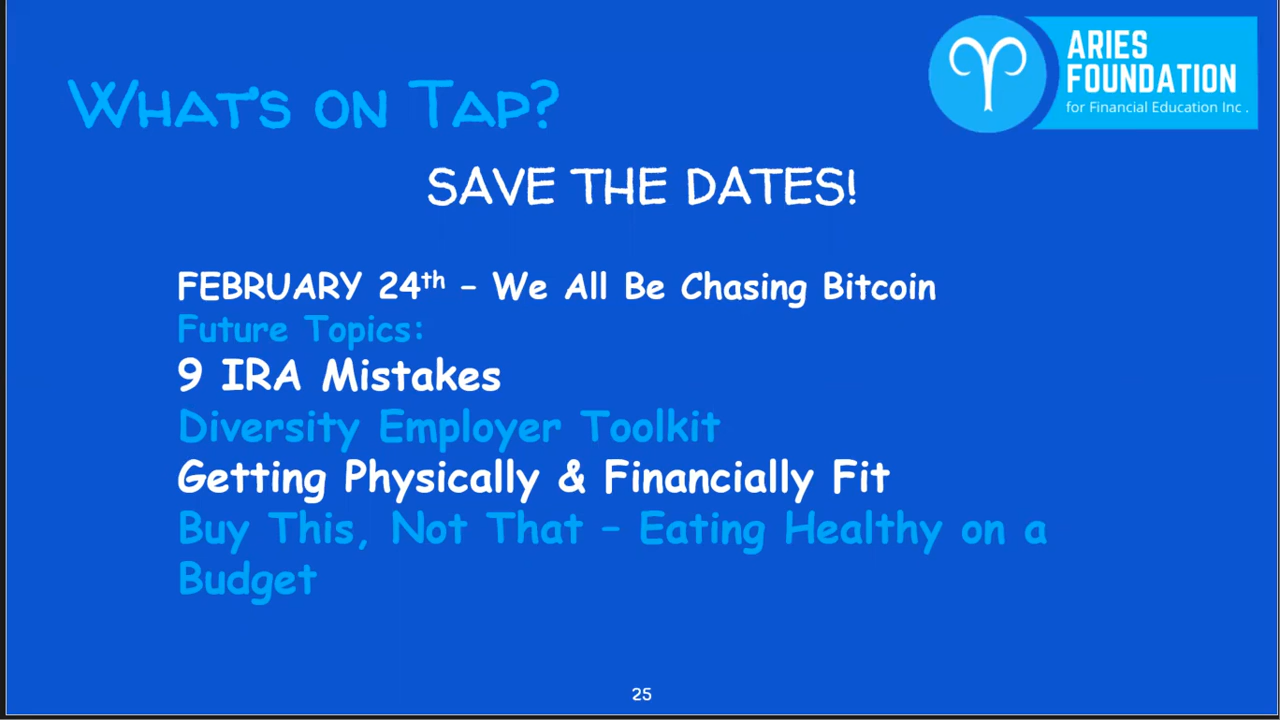 What's on Tap?
ARIES
FOUNDATION
for Financial Education Inc .
SAVE THE DATES!
FEBRUARY 24th – We All Be Chasing Bitcoin
Future Topics:
9 IRA Mistakes
Diversity Employer Toolkit
Getting Physically & Financially Fit
Buy This, Not That – Eating Healthy on a
Budget
25